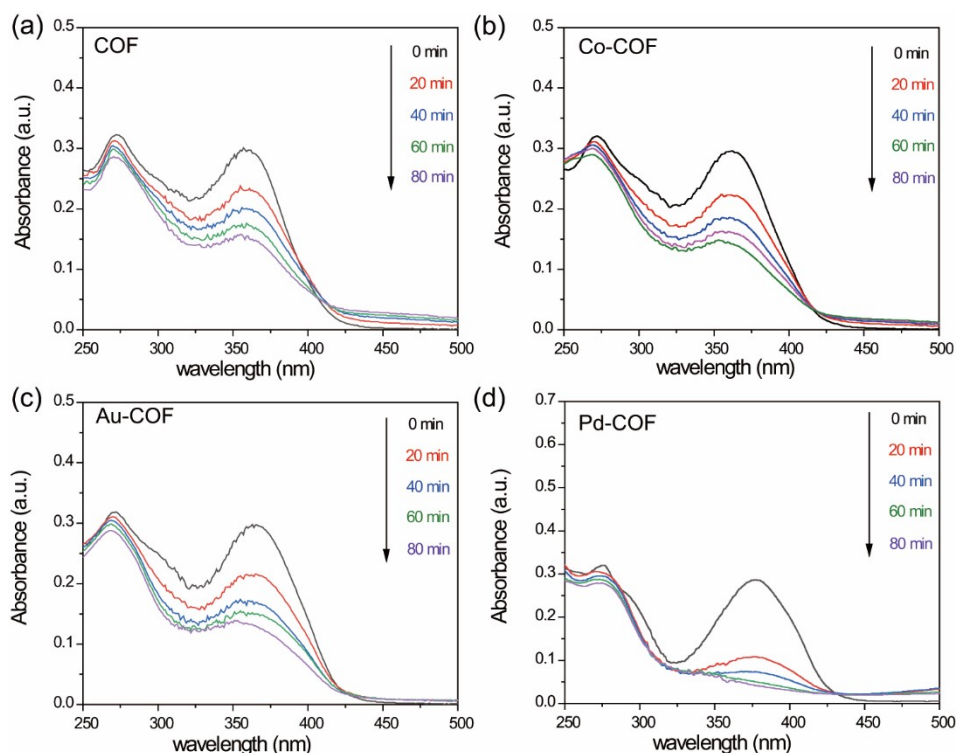 (a)
COF
0 min
20 min
40 min
60 min
80 min
0.5
0.4
0.3
0.2
0.1
0.0
Absorbance (a.u.)
250 300 350 400 450 500
wavelength (nm)
(b)
Co-COF
0 min
20 min
40 min
60 min
80 min
0.5
0.4
0.3
0.2
0.1
0.0
Absorbance (a.u.)
250 300 350 400 450 500
wavelength (nm)
(c)
Au-COF
0 min
20 min
40 min
60 min
80 min
0.5
0.4
0.3
0.2
0.1
0.0
Absorbance (a.u.)
250 300 350 400 450 500
wavelength (nm)
(d)
Pd-COF
0 min
20 min
40 min
60 min
80 min
0.7
0.6
0.5
0.4
0.3
0.2
0.1
0.0
Absorbance (a.u.)
250 300 350 400 450 500
wavelength (nm)